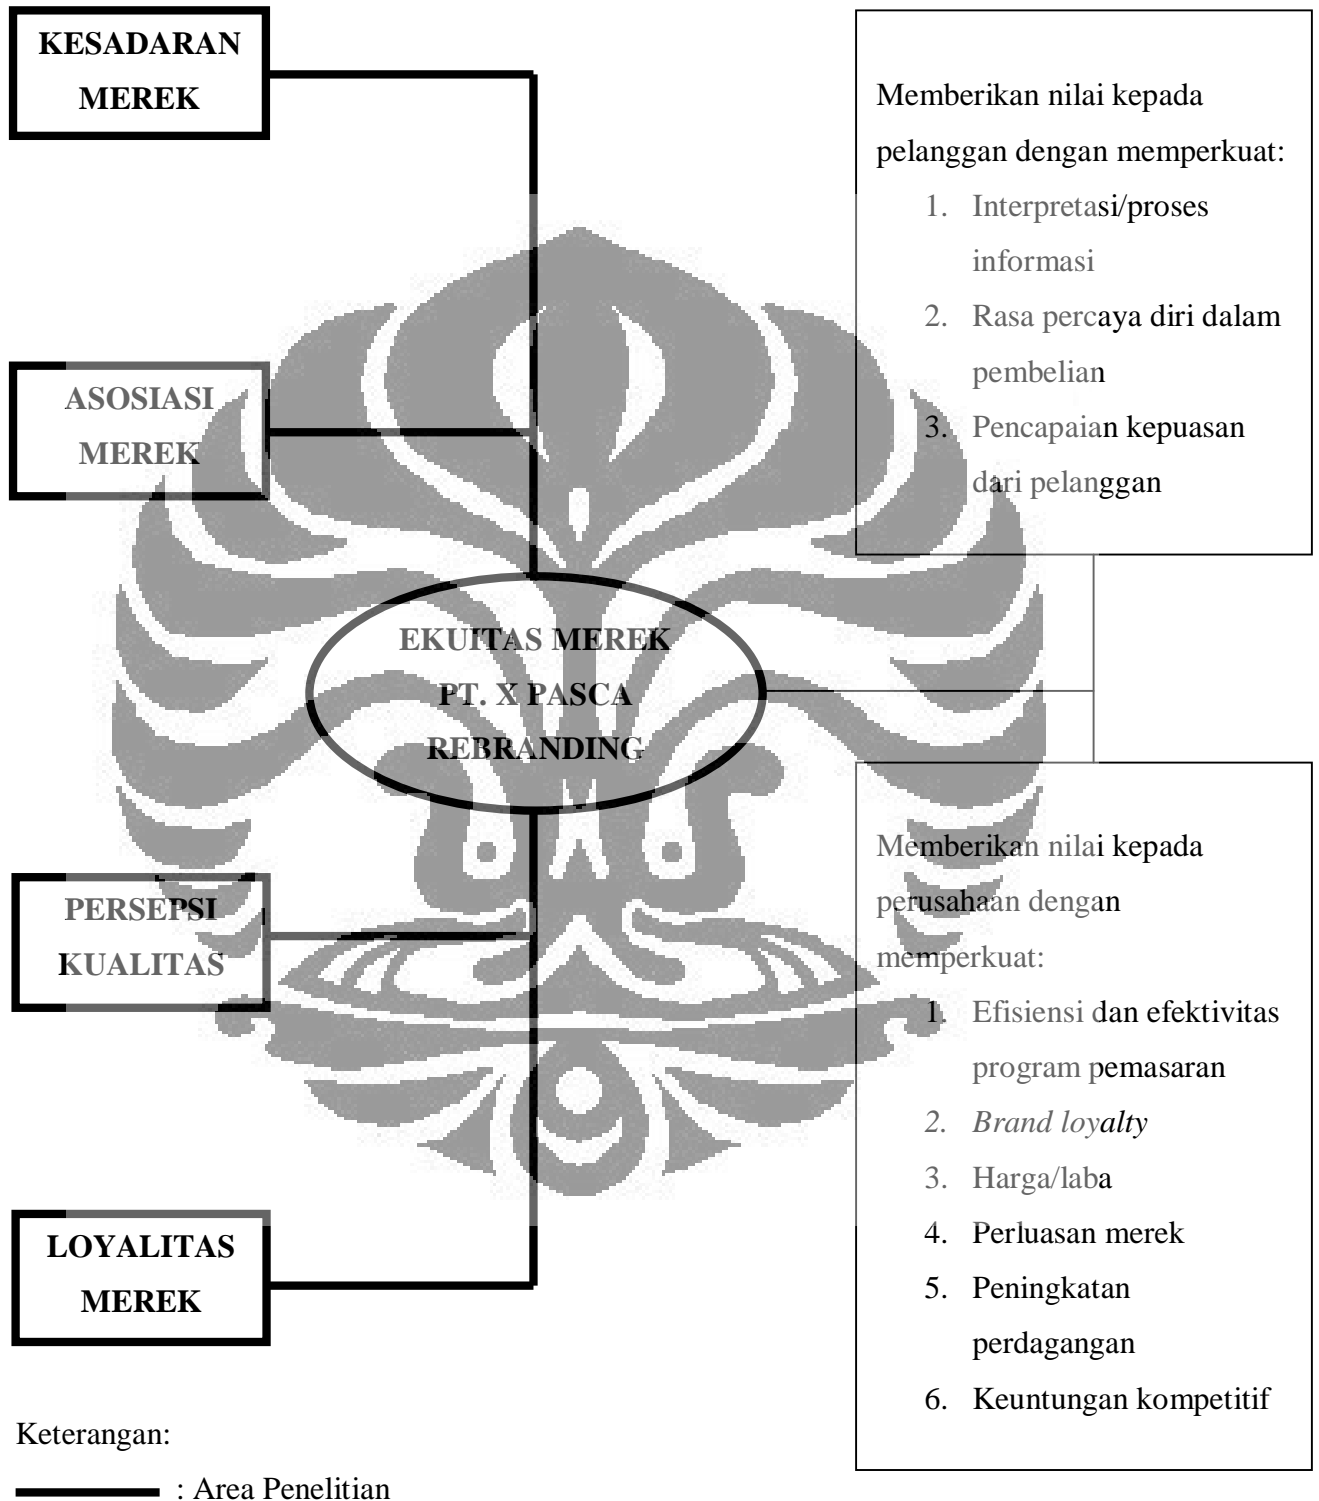 KESADARAN
MEREK
ASOSIASI
MEREK
EKUITAS MEREK
PT. X PASCA
REBRANDING
PERSEPSI
KUALITAS
LOYALITAS
MEREK
Memberikan nilai kepada
pelanggan dengan memperkuat:
1. Interpretasi/proses
informasi
2. Rasa percaya diri dalam
pembelian
3. Pencapaian kepuasan
dari pelanggan
Memberikan nilai kepada
perusahaan dengan
memperkuat:
1. Efisiensi dan efektivitas
program pemasaran
2. Brand loyalty
3. Harga/laba
4. Perluasan merek
5. Peningkatan
perdagangan
6. Keuntungan kompetitif
Keterangan:
: Area Penelitian